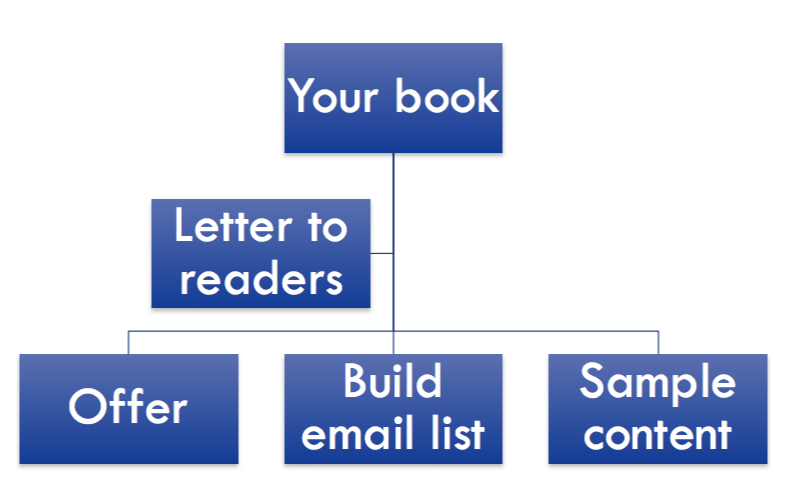 Your book
Letter to
readers
Offer
Build
email list
Sample
content